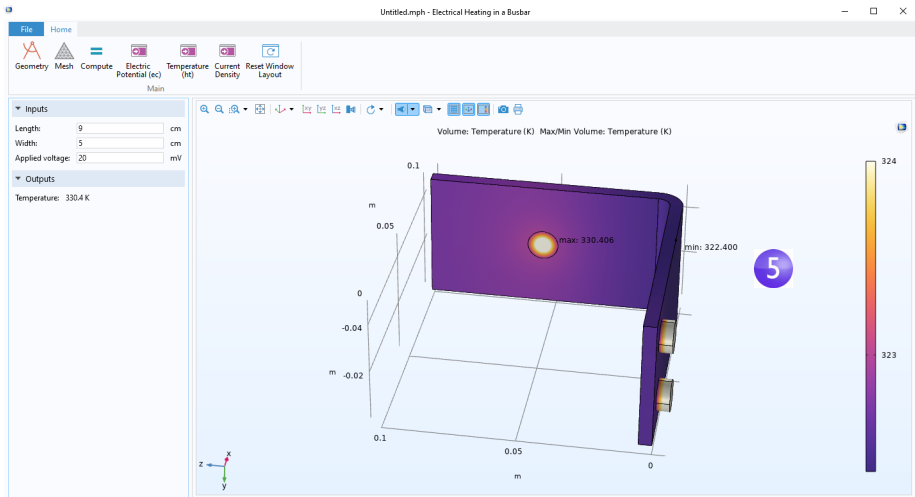 Untitled.mph - Electrical Heating in a Busbar
File Home
Geometry Mesh Compute Electric Potential (ec) Temperature (ht) Current Density Reset Window Layout
Main
Inputs
Length: 9 cm
Width: 5 cm
Applied voltage: 20 mV
Outputs
Temperature: 330.4 K
xy yz xz
Volume: Temperature (K) Max/Min Volume: Temperature (K)
324
0.1
m
0.05
max: 330.406
min: 322.400
5
0
-0.04
323
m -0.02
0.1
0.05
0
m
x
z
y